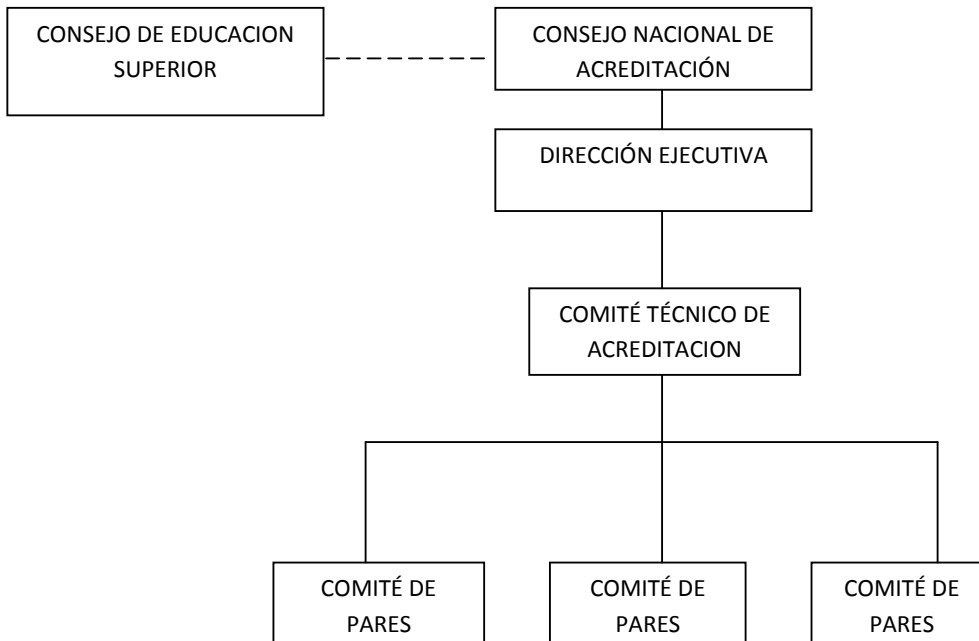 CONSEJO DE EDUCACION
SUPERIOR
CONSEJO NACIONAL DE
ACREDITACIÓN
DIRECCIÓN EJECUTIVA
COMITÉ TÉCNICO DE
ACREDITACION
COMITÉ DE
PARES
COMITÉ DE
PARES
COMITÉ DE
PARES